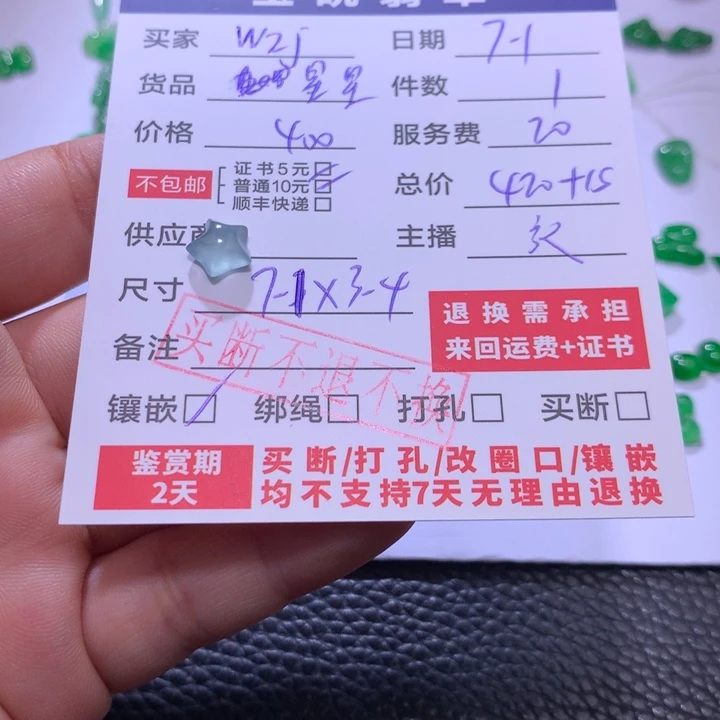 买家 wzj 日期 7-1
货品 星星 件数 1
价格 400 服务费 20
不包邮 证书5元 普通10元 顺丰快递 总价 420+15
供应商 主播
尺寸 7-1×3-4
退换需承担
来回运费+证书
备注
买断不退不换
镶嵌 绑绳 打孔 买断
鉴赏期
2天
买断/打孔/改圈口/镶嵌
均不支持7天无理由退换